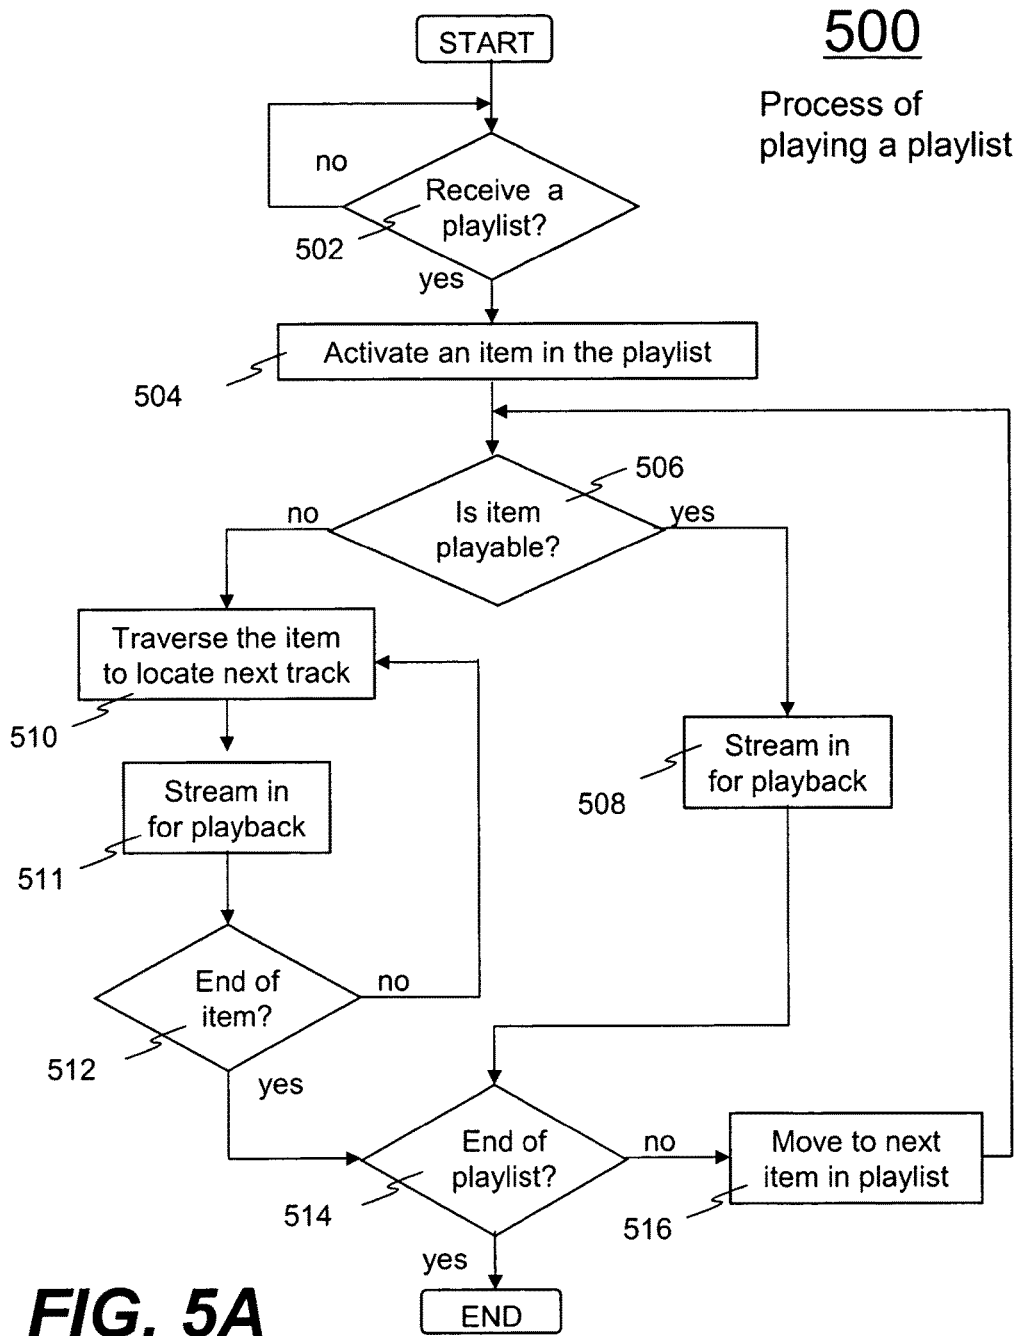 START
500
Process of
playing a playlist
no
Receive a
playlist?
502
yes
Activate an item in the playlist
504
506
no
Is item
playable?
yes
Traverse the item
to locate next track
510
Stream in
for playback
508
Stream in
for playback
511
End of
item?
no
512
yes
End of
playlist?
no
Move to next
item in playlist
514
516
yes
END
FIG. 5A